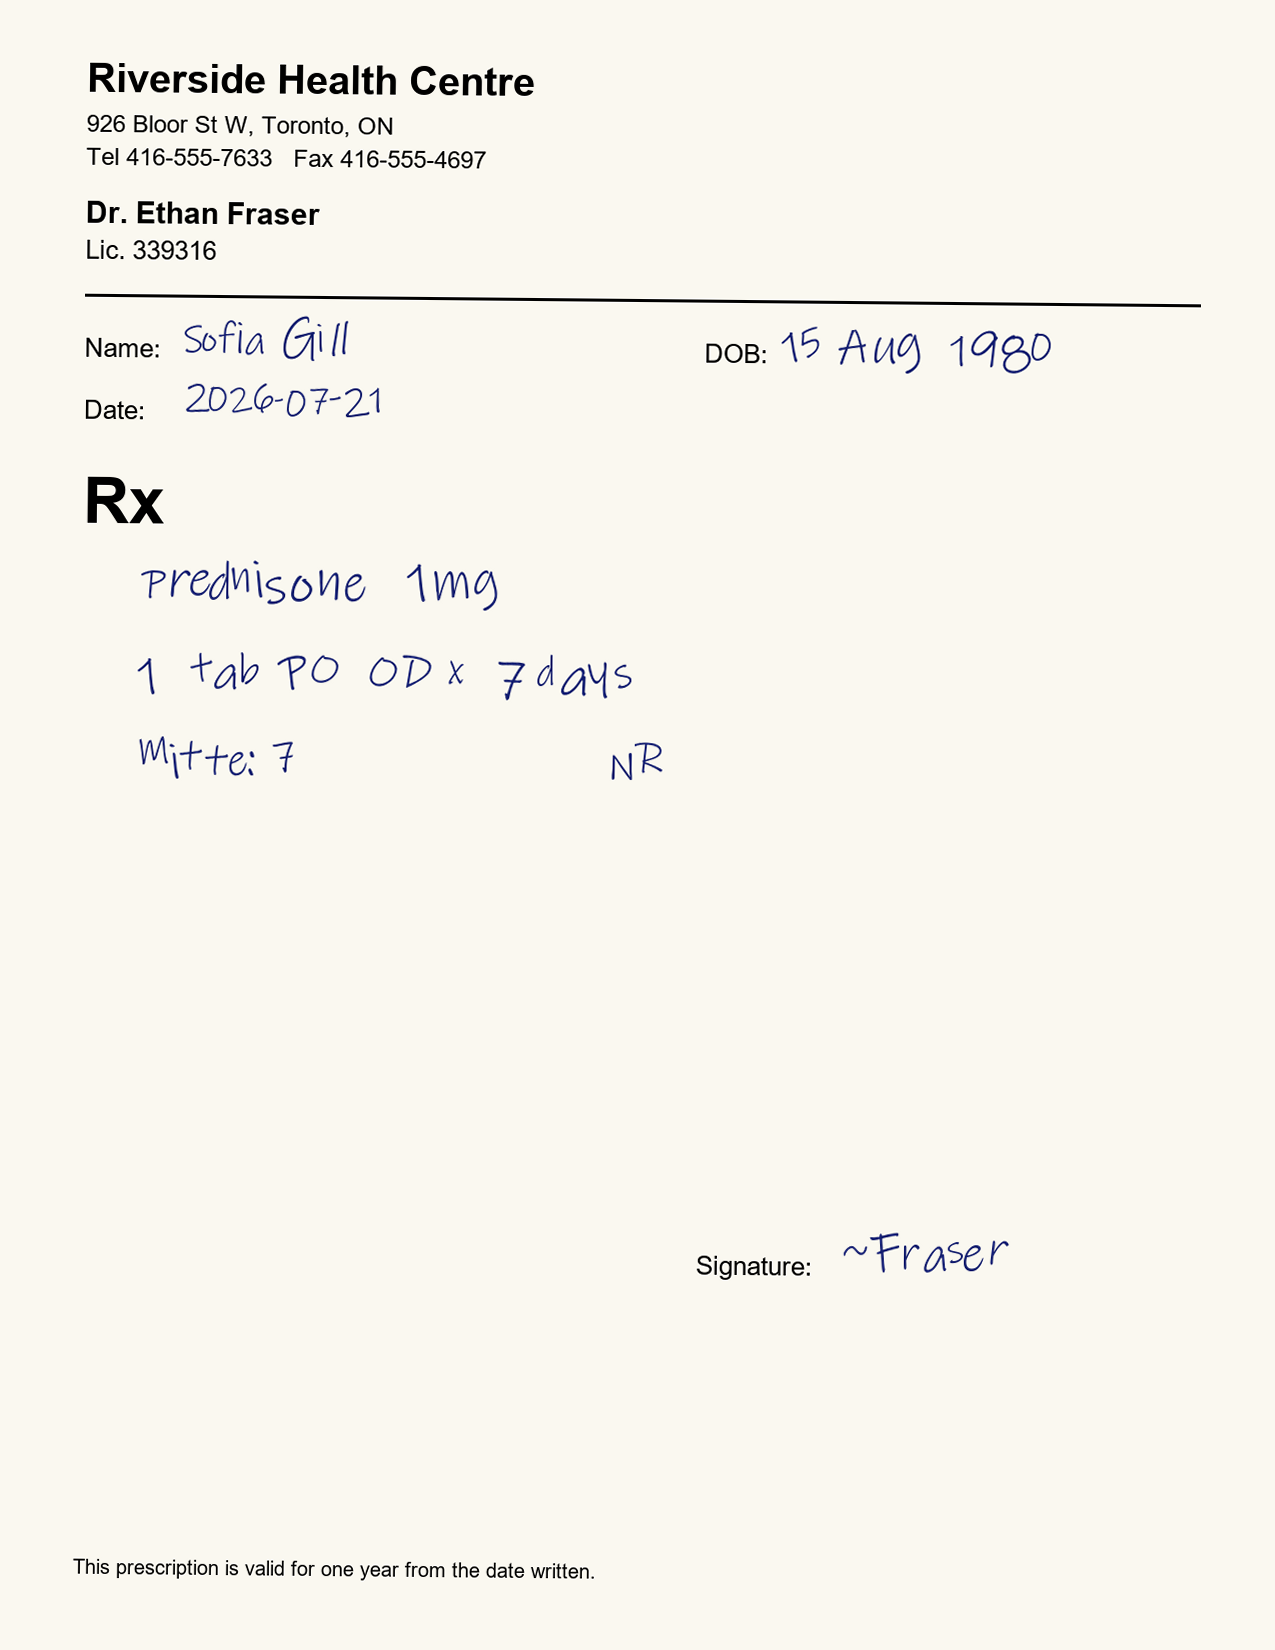 Riverside Health Centre
926 Bloor St W, Toronto, ON
Tel 416-555-7633 Fax 416-555-4697
Dr. Ethan Fraser
Lic. 339316
Name: Sofia Gill DOB: 15 Aug 1980
Date: 2026-07-21
Rx
Prednisone 1mg
1 tab PO OD x 7 days
Mitte: 7 NR
Signature: ~Fraser
This prescription is valid for one year from the date written.